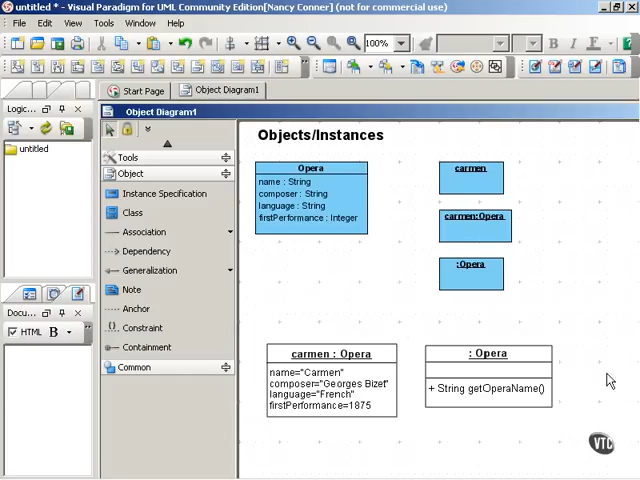 untitled * - Visual Paradigm for UML Community Edition[Nancy Conner] (not for commercial use)
File Edit View Tools Window Help
100% B I F
Start Page Object Diagram1
Logic...
untitled
Object Diagram1
Tools
Object
Instance Specification
Class
Association
Dependency
Generalization
Note
Anchor
Constraint
Containment
Common
Docu...
HTML B
Objects/Instances
Opera
name : String
composer : String
language : String
firstPerformance : Integer
carmen
carmen:Opera
:Opera
carmen : Opera
name="Carmen"
composer="Georges Bizet"
language="French"
firstPerformance=1875
: Opera
+ String getOperaName()
VTC